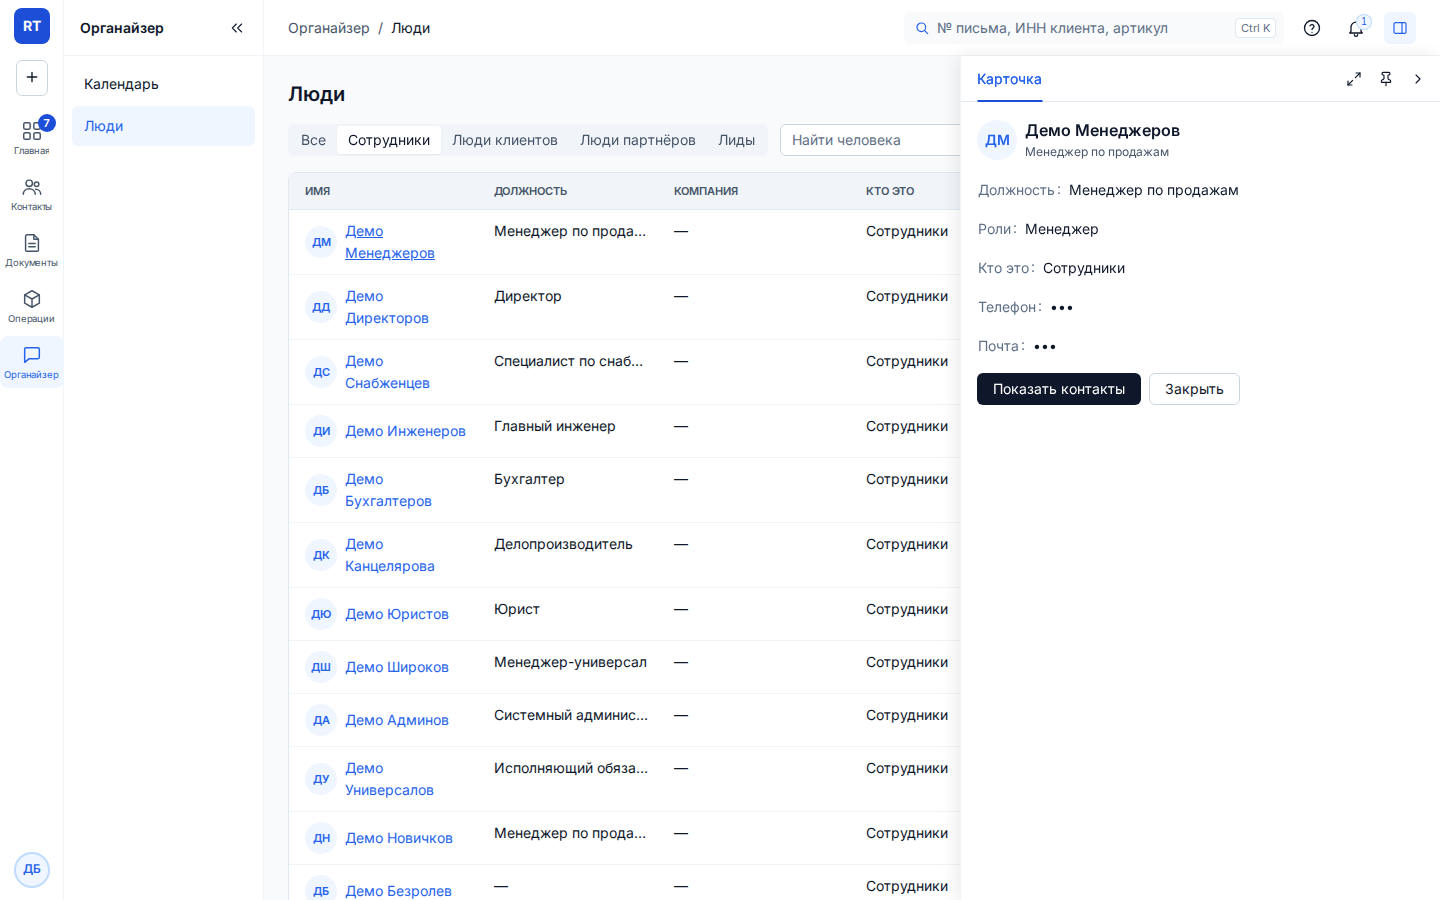 RT
Органайзер
Органайзер / Люди
№ письма, ИНН клиента, артикул
Ctrl K
1
7
Главная
Контакты
Документы
Операции
Органайзер
ДБ
Календарь
Люди
Люди
Все
Сотрудники
Люди клиентов
Люди партнёров
Лиды
Найти человека
ИМЯ ДОЛЖНОСТЬ КОМПАНИЯ КТО ЭТО
ДМ Демо Менеджеров Менеджер по прода... — Сотрудники
ДД Демо Директоров Директор — Сотрудники
ДС Демо Снабженцев Специалист по снаб... — Сотрудники
ДИ Демо Инженеров Главный инженер — Сотрудники
ДБ Демо Бухгалтеров Бухгалтер — Сотрудники
ДК Демо Канцелярова Делопроизводитель — Сотрудники
ДЮ Демо Юристов Юрист — Сотрудники
ДШ Демо Широков Менеджер-универсал — Сотрудники
ДА Демо Админов Системный админис... — Сотрудники
ДУ Демо Универсалов Исполняющий обяза... — Сотрудники
ДН Демо Новичков Менеджер по прода... — Сотрудники
ДБ Демо Безролев — — Сотрудники
Карточка
ДМ
Демо Менеджеров
Менеджер по продажам
Должность: Менеджер по продажам
Роли: Менеджер
Кто это: Сотрудники
Телефон: •••
Почта: •••
Показать контакты
Закрыть